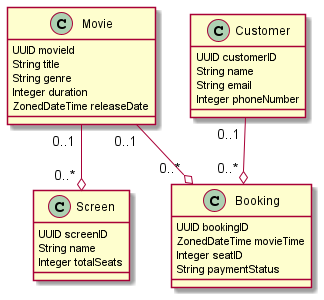 C Movie
UUID movieId
String title
String genre
Integer duration
ZonedDateTime releaseDate
C Customer
UUID customerID
String name
String email
Integer phoneNumber
0..1
0..1
0..1
0..*
0..*
0..*
C Screen
UUID screenID
String name
Integer totalSeats
C Booking
UUID bookingID
ZonedDateTime movieTime
Integer seatID
String paymentStatus